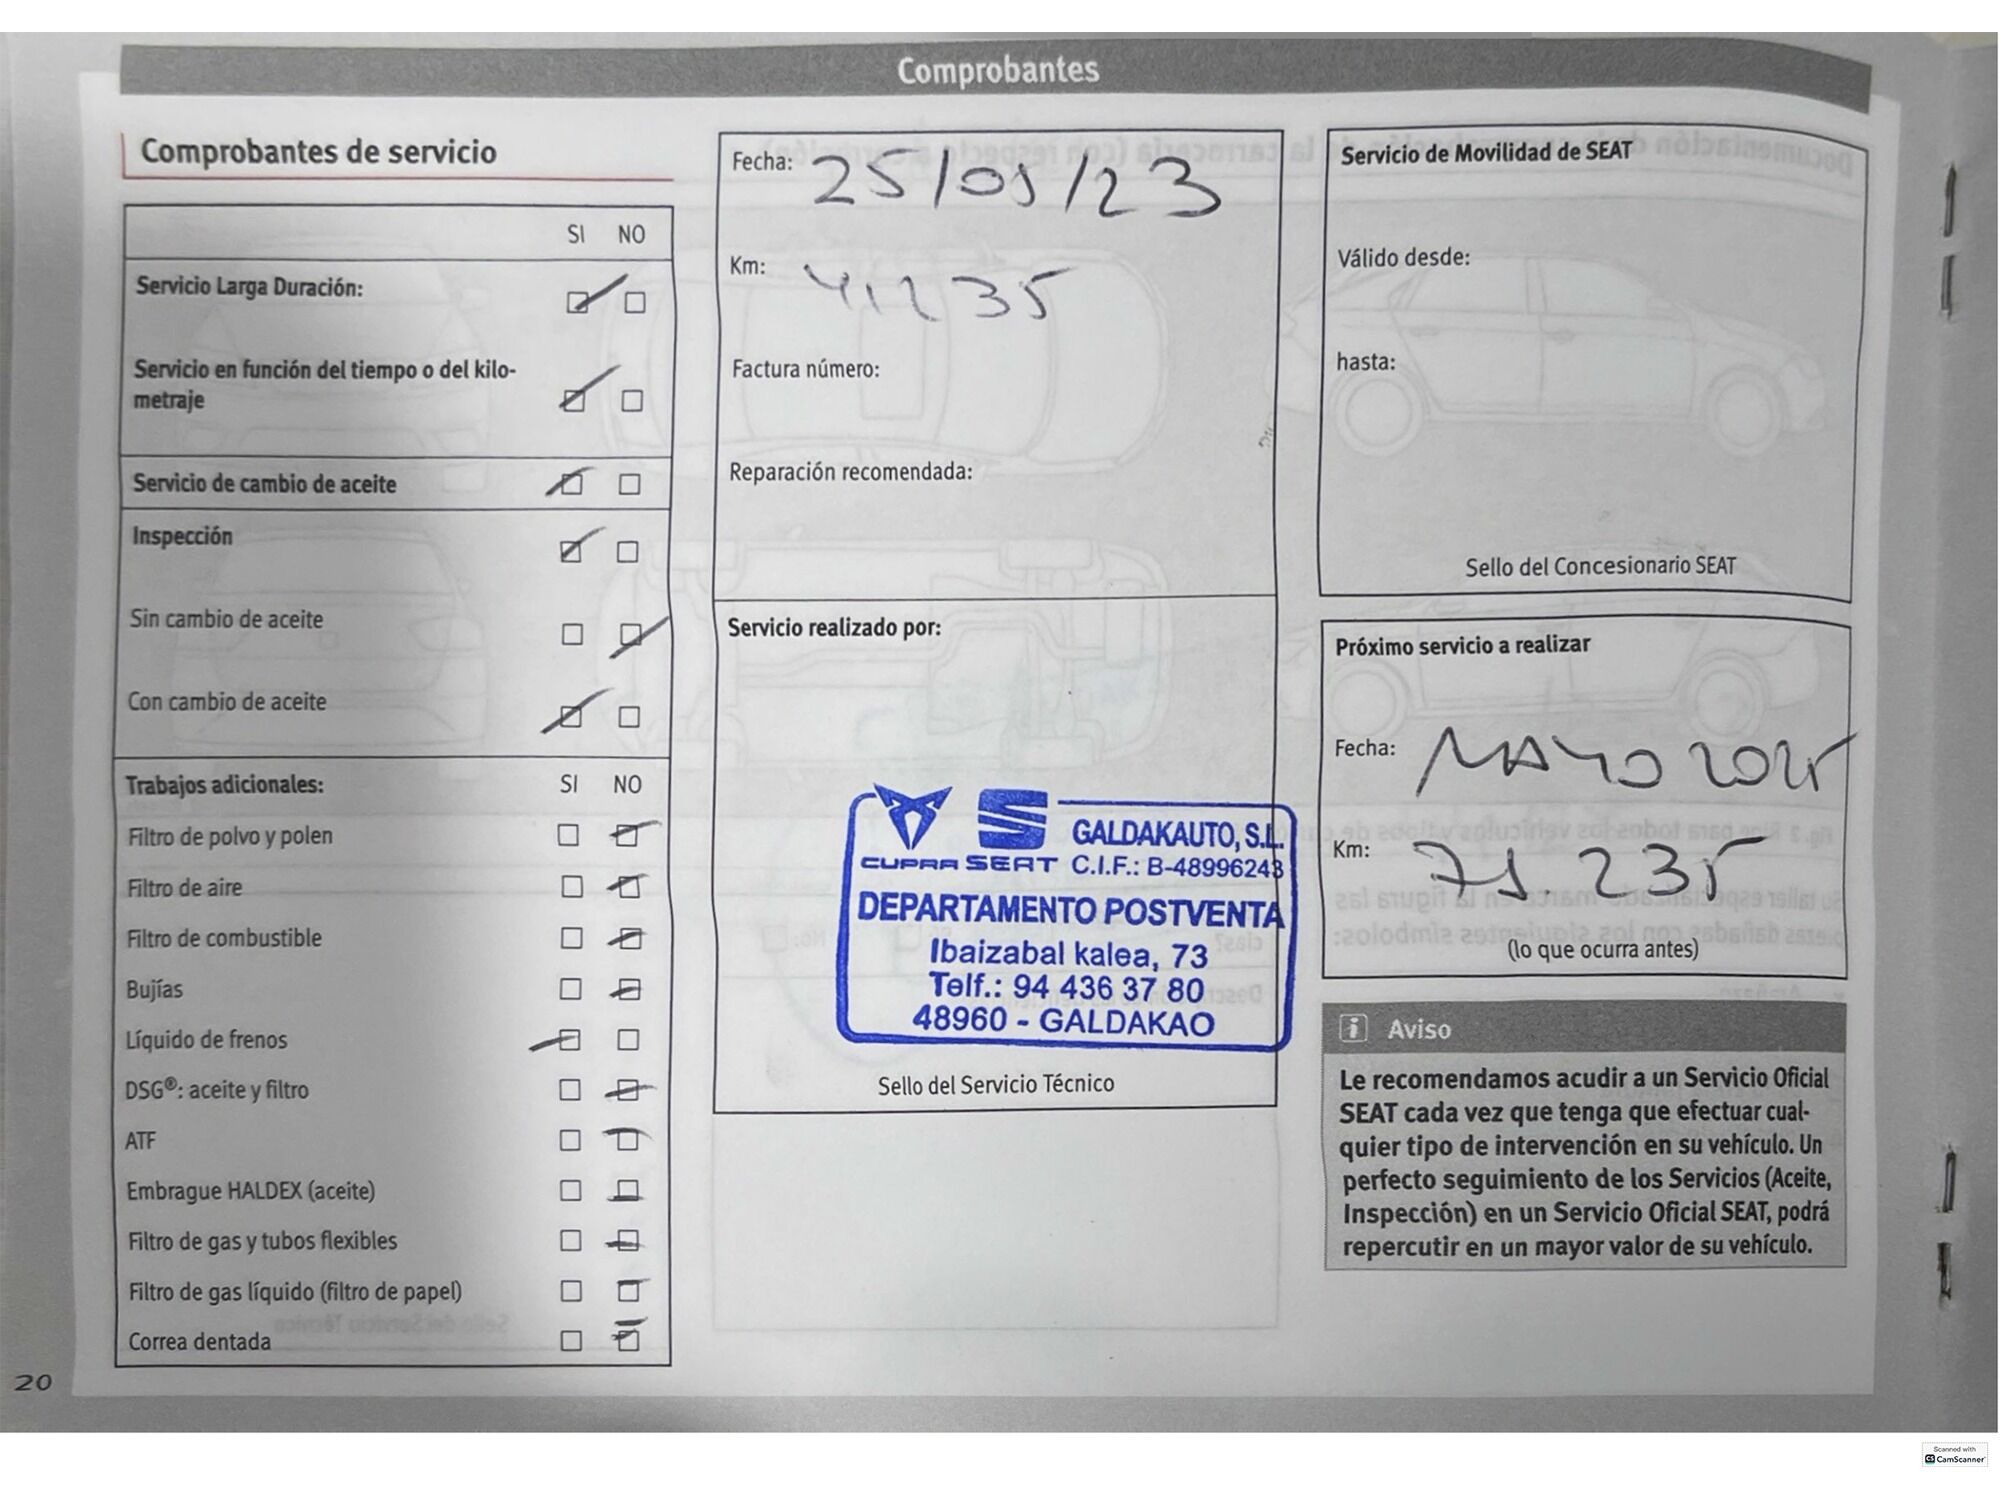 Comprobantes
Comprobantes de servicio
SI NO
Servicio Larga Duración:
Servicio en función del tiempo o del kilo-
metraje
Servicio de cambio de aceite
Inspección
Sin cambio de aceite
Con cambio de aceite
Trabajos adicionales: SI NO
Filtro de polvo y polen
Filtro de aire
Filtro de combustible
Bujías
Líquido de frenos
DSG®: aceite y filtro
ATF
Embrague HALDEX (aceite)
Filtro de gas y tubos flexibles
Filtro de gas líquido (filtro de papel)
Correa dentada
20
Fecha: 25/05/23
Km: 41235
Factura número:
Reparación recomendada:
Servicio realizado por:
CUPRA SEAT
GALDAKAUTO, S.L.
C.I.F.: B-48996243
DEPARTAMENTO POSTVENTA
Ibaizabal kalea, 73
Telf.: 94 436 37 80
48960 - GALDAKAO
Sello del Servicio Técnico
Servicio de Movilidad de SEAT
Válido desde:
hasta:
Sello del Concesionario SEAT
Próximo servicio a realizar
Fecha: MAYO 2025
Km: 71.235
(lo que ocurra antes)
i Aviso
Le recomendamos acudir a un Servicio Oficial
SEAT cada vez que tenga que efectuar cual-
quier tipo de intervención en su vehículo. Un
perfecto seguimiento de los Servicios (Aceite,
Inspección) en un Servicio Oficial SEAT, podrá
repercutir en un mayor valor de su vehículo.
Scanned with
CS CamScanner